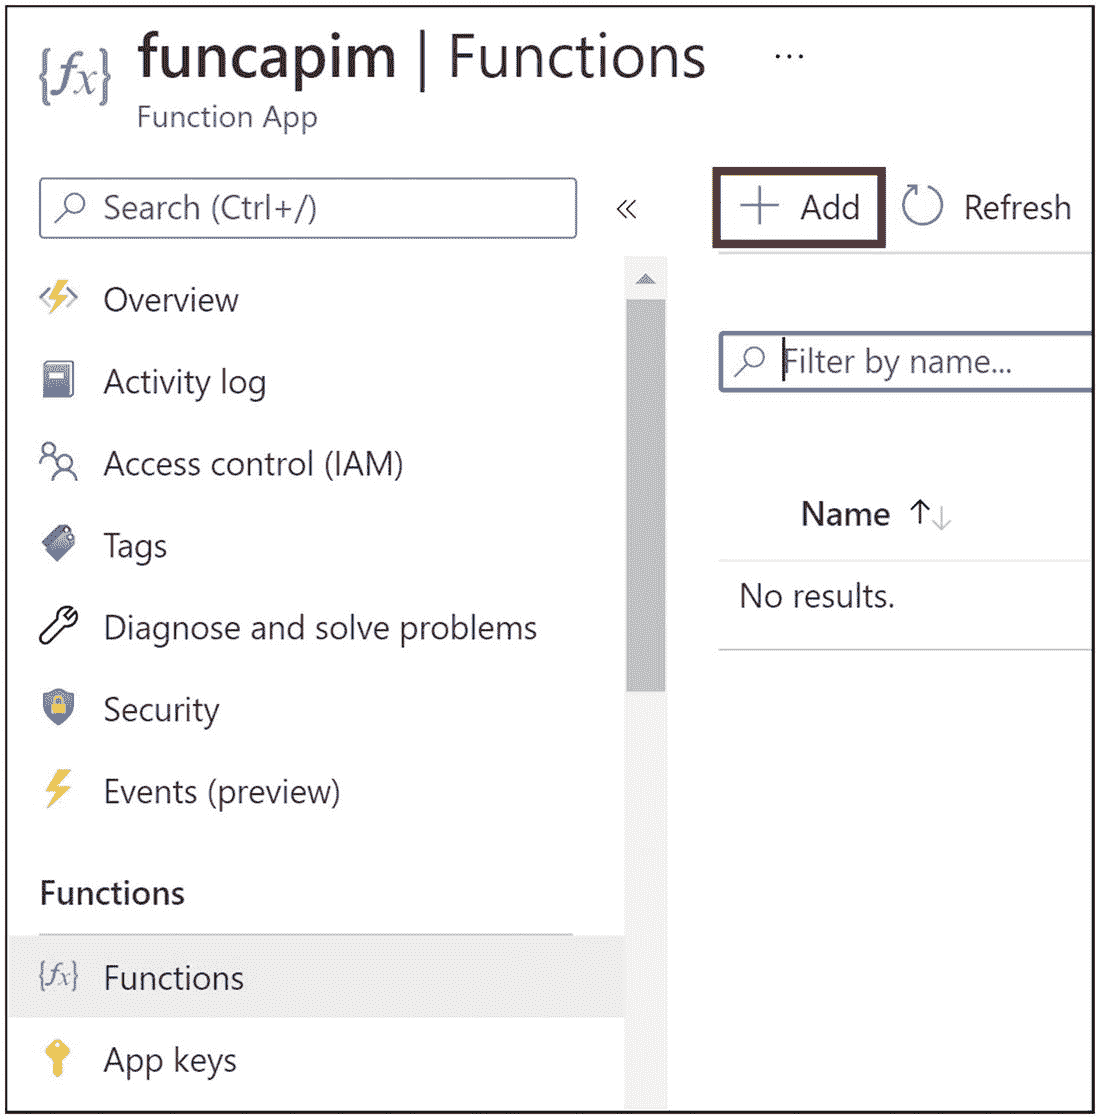 {fx}
funcapim | Functions ...
Function App
Search (Ctrl+/)
«
+ Add
Refresh
Overview
Activity log
Access control (IAM)
Tags
Diagnose and solve problems
Security
Events (preview)
Functions
{fx} Functions
App keys
Filter by name...
Name ↑↓
No results.